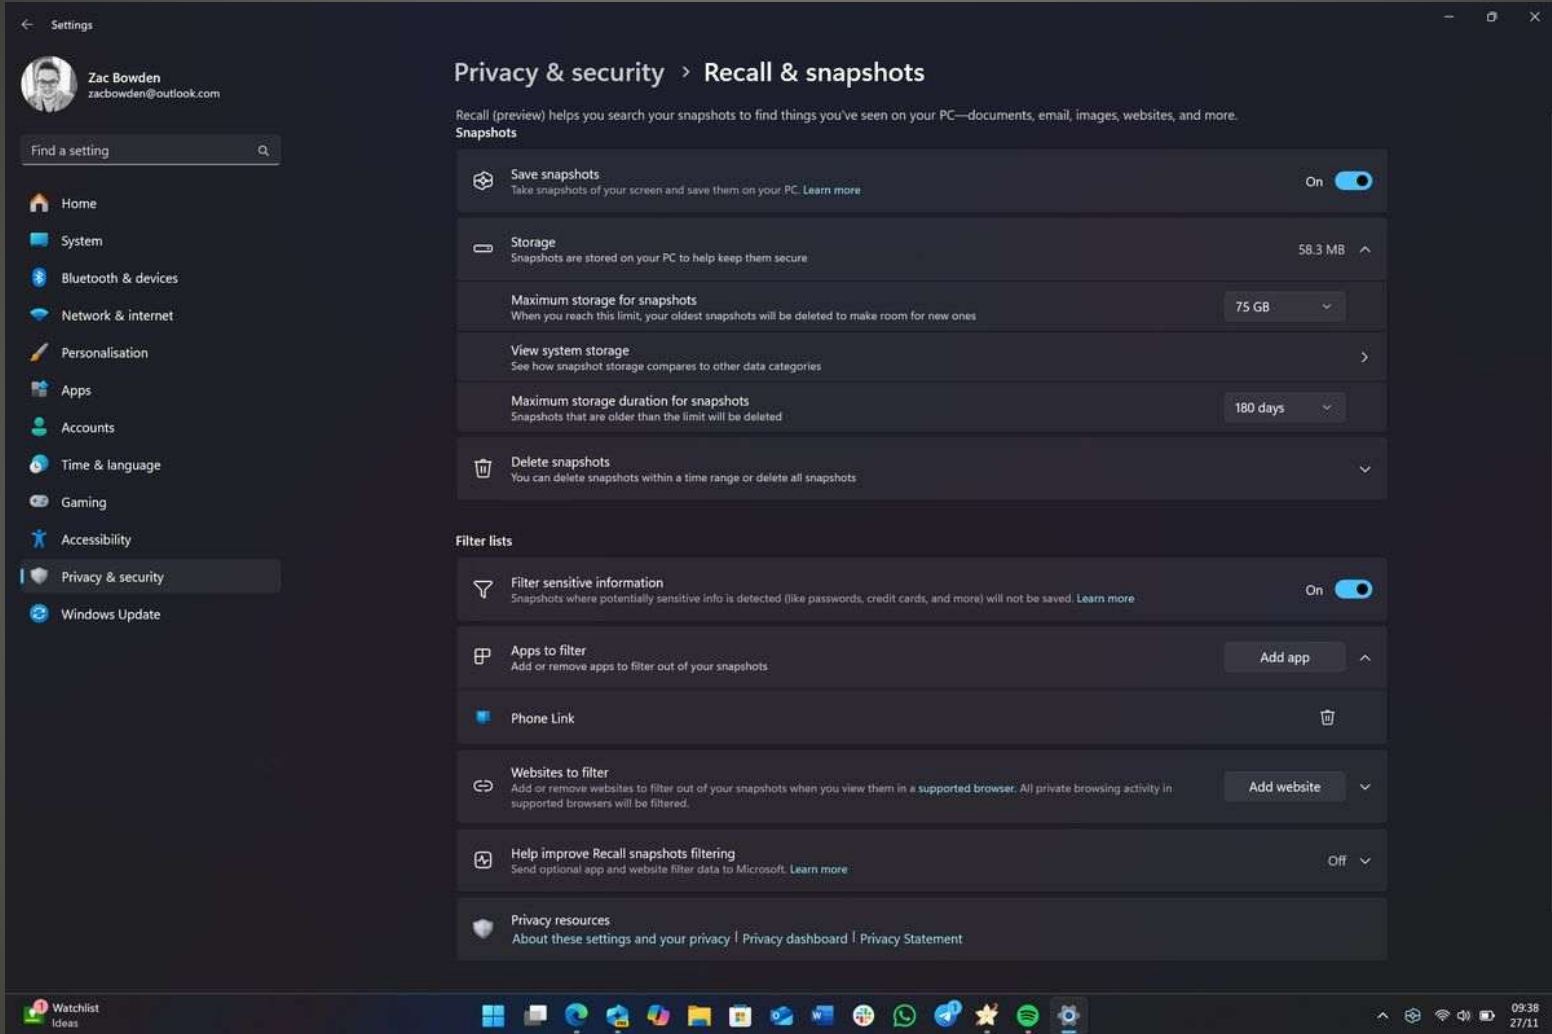 Settings
Zac Bowden
zacbowden@outlook.com
Find a setting
Home
System
Bluetooth & devices
Network & internet
Personalisation
Apps
Accounts
Time & language
Gaming
Accessibility
Privacy & security
Windows Update
Privacy & security > Recall & snapshots
Recall (preview) helps you search your snapshots to find things you've seen on your PC—documents, email, images, websites, and more.
Snapshots
Save snapshots
Take snapshots of your screen and save them on your PC. Learn more
On
Storage
Snapshots are stored on your PC to help keep them secure
58.3 MB
Maximum storage for snapshots
When you reach this limit, your oldest snapshots will be deleted to make room for new ones
75 GB
View system storage
See how snapshot storage compares to other data categories
Maximum storage duration for snapshots
Snapshots that are older than the limit will be deleted
180 days
Delete snapshots
You can delete snapshots within a time range or delete all snapshots
Filter lists
Filter sensitive information
Snapshots where potentially sensitive info is detected (like passwords, credit cards, and more) will not be saved. Learn more
On
Apps to filter
Add or remove apps to filter out of your snapshots
Add app
Phone Link
Websites to filter
Add or remove websites to filter out of your snapshots when you view them in a supported browser. All private browsing activity in
supported browsers will be filtered.
Add website
Help improve Recall snapshots filtering
Send optional app and website filter data to Microsoft. Learn more
Off
Privacy resources
About these settings and your privacy | Privacy dashboard | Privacy Statement
1
Watchlist
Ideas
1
09:38
27/11